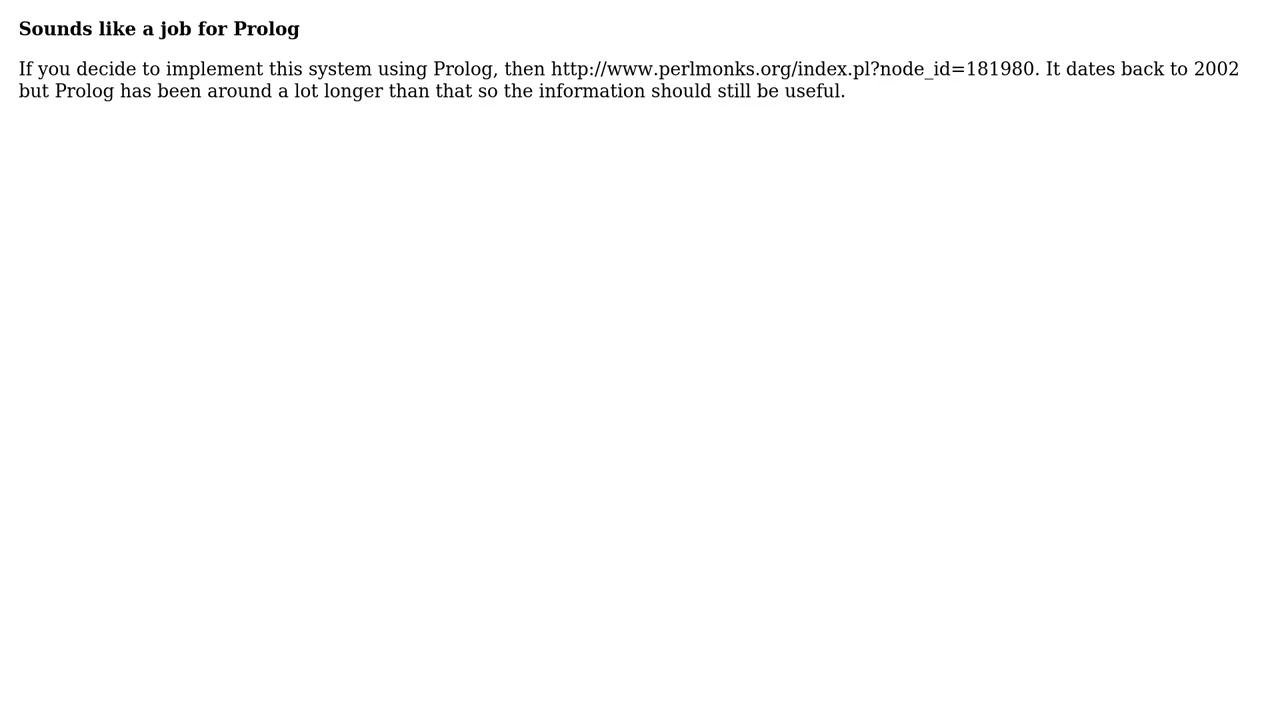 Sounds like a job for Prolog
If you decide to implement this system using Prolog, then http://www.perlmonks.org/index.pl?node_id=181980. It dates back to 2002
but Prolog has been around a lot longer than that so the information should still be useful.